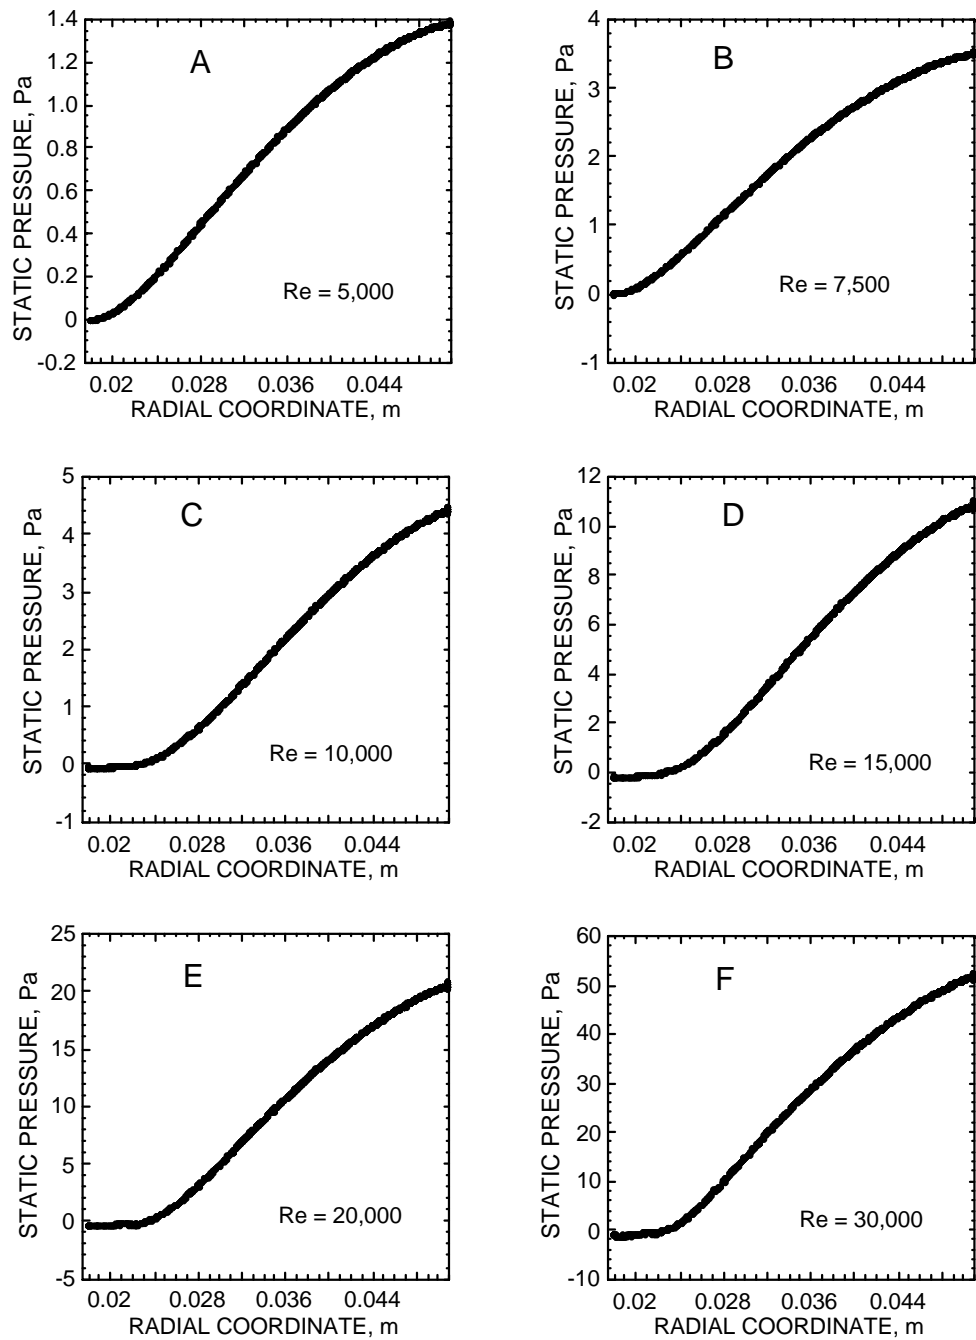 1.4
1.2
1.0
0.8
0.6
0.4
0.2
0
-0.2
STATIC PRESSURE, Pa
A
Re = 5,000
0.02 0.028 0.036 0.044
RADIAL COORDINATE, m
4
3
2
1
0
-1
STATIC PRESSURE, Pa
B
Re = 7,500
0.02 0.028 0.036 0.044
RADIAL COORDINATE, m
5
4
3
2
1
0
-1
STATIC PRESSURE, Pa
C
Re = 10,000
0.02 0.028 0.036 0.044
RADIAL COORDINATE, m
12
10
8
6
4
2
0
-2
STATIC PRESSURE, Pa
D
Re = 15,000
0.02 0.028 0.036 0.044
RADIAL COORDINATE, m
25
20
15
10
5
0
-5
STATIC PRESSURE, Pa
E
Re = 20,000
0.02 0.028 0.036 0.044
RADIAL COORDINATE, m
60
50
40
30
20
10
0
-10
STATIC PRESSURE, Pa
F
Re = 30,000
0.02 0.028 0.036 0.044
RADIAL COORDINATE, m